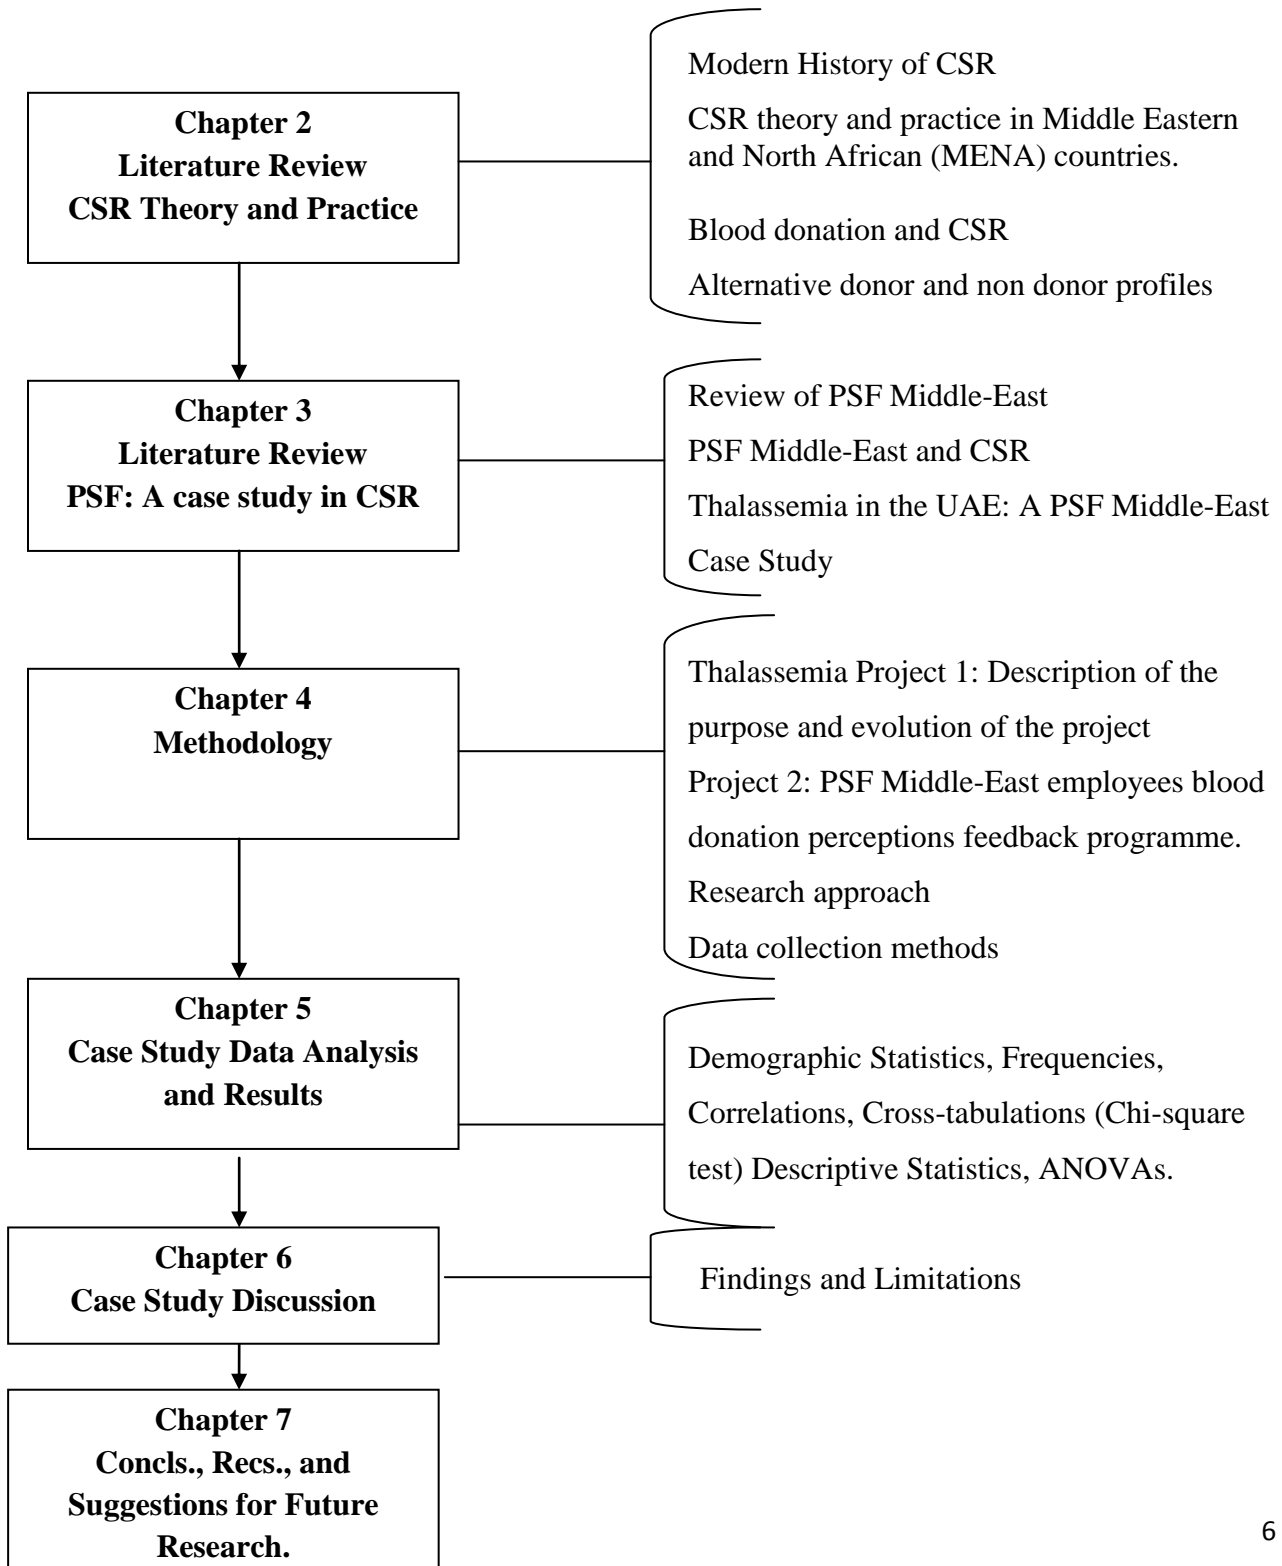 Chapter 2
Literature Review
CSR Theory and Practice
Modern History of CSR
CSR theory and practice in Middle Eastern
and North African (MENA) countries.
Blood donation and CSR
Alternative donor and non donor profiles
Chapter 3
Literature Review
PSF: A case study in CSR
Review of PSF Middle-East
PSF Middle-East and CSR
Thalassemia in the UAE: A PSF Middle-East
Case Study
Chapter 4
Methodology
Thalassemia Project 1: Description of the
purpose and evolution of the project
Project 2: PSF Middle-East employees blood
donation perceptions feedback programme.
Research approach
Data collection methods
Chapter 5
Case Study Data Analysis
and Results
Demographic Statistics, Frequencies,
Correlations, Cross-tabulations (Chi-square
test) Descriptive Statistics, ANOVAs.
Chapter 6
Case Study Discussion
Findings and Limitations
Chapter 7
Concls., Recs., and
Suggestions for Future
Research.
6